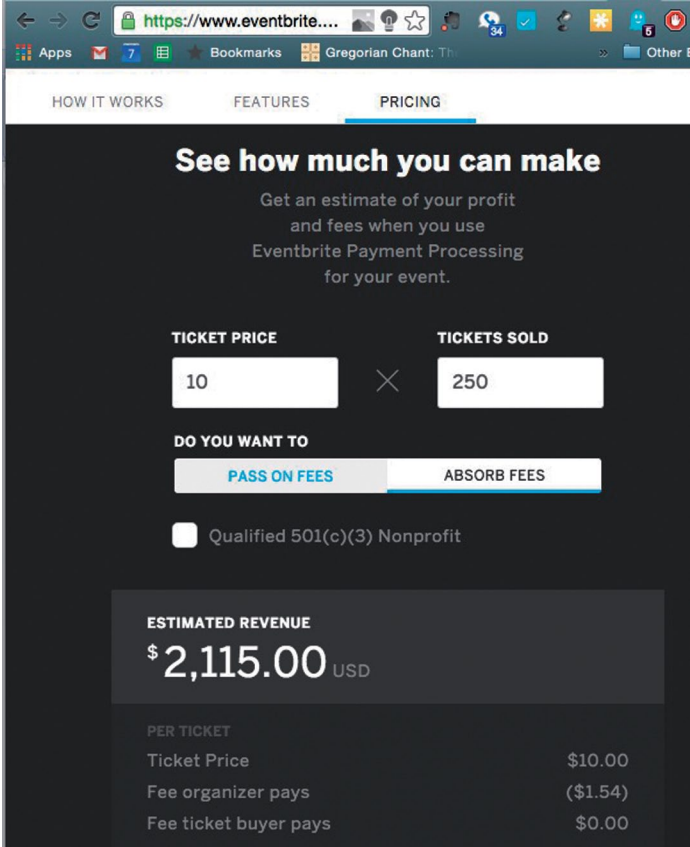 https://www.eventbrite....
34
5
Apps
7
Bookmarks
Gregorian Chant: Th
»
Other
HOW IT WORKS
FEATURES
PRICING
See how much you can make
Get an estimate of your profit
and fees when you use
Eventbrite Payment Processing
for your event.
TICKET PRICE
TICKETS SOLD
10
250
DO YOU WANT TO
PASS ON FEES
ABSORB FEES
Qualified 501(c)(3) Nonprofit
ESTIMATED REVENUE
$2,115.00 USD
PER TICKET
Ticket Price $10.00
Fee organizer pays ($1.54)
Fee ticket buyer pays $0.00